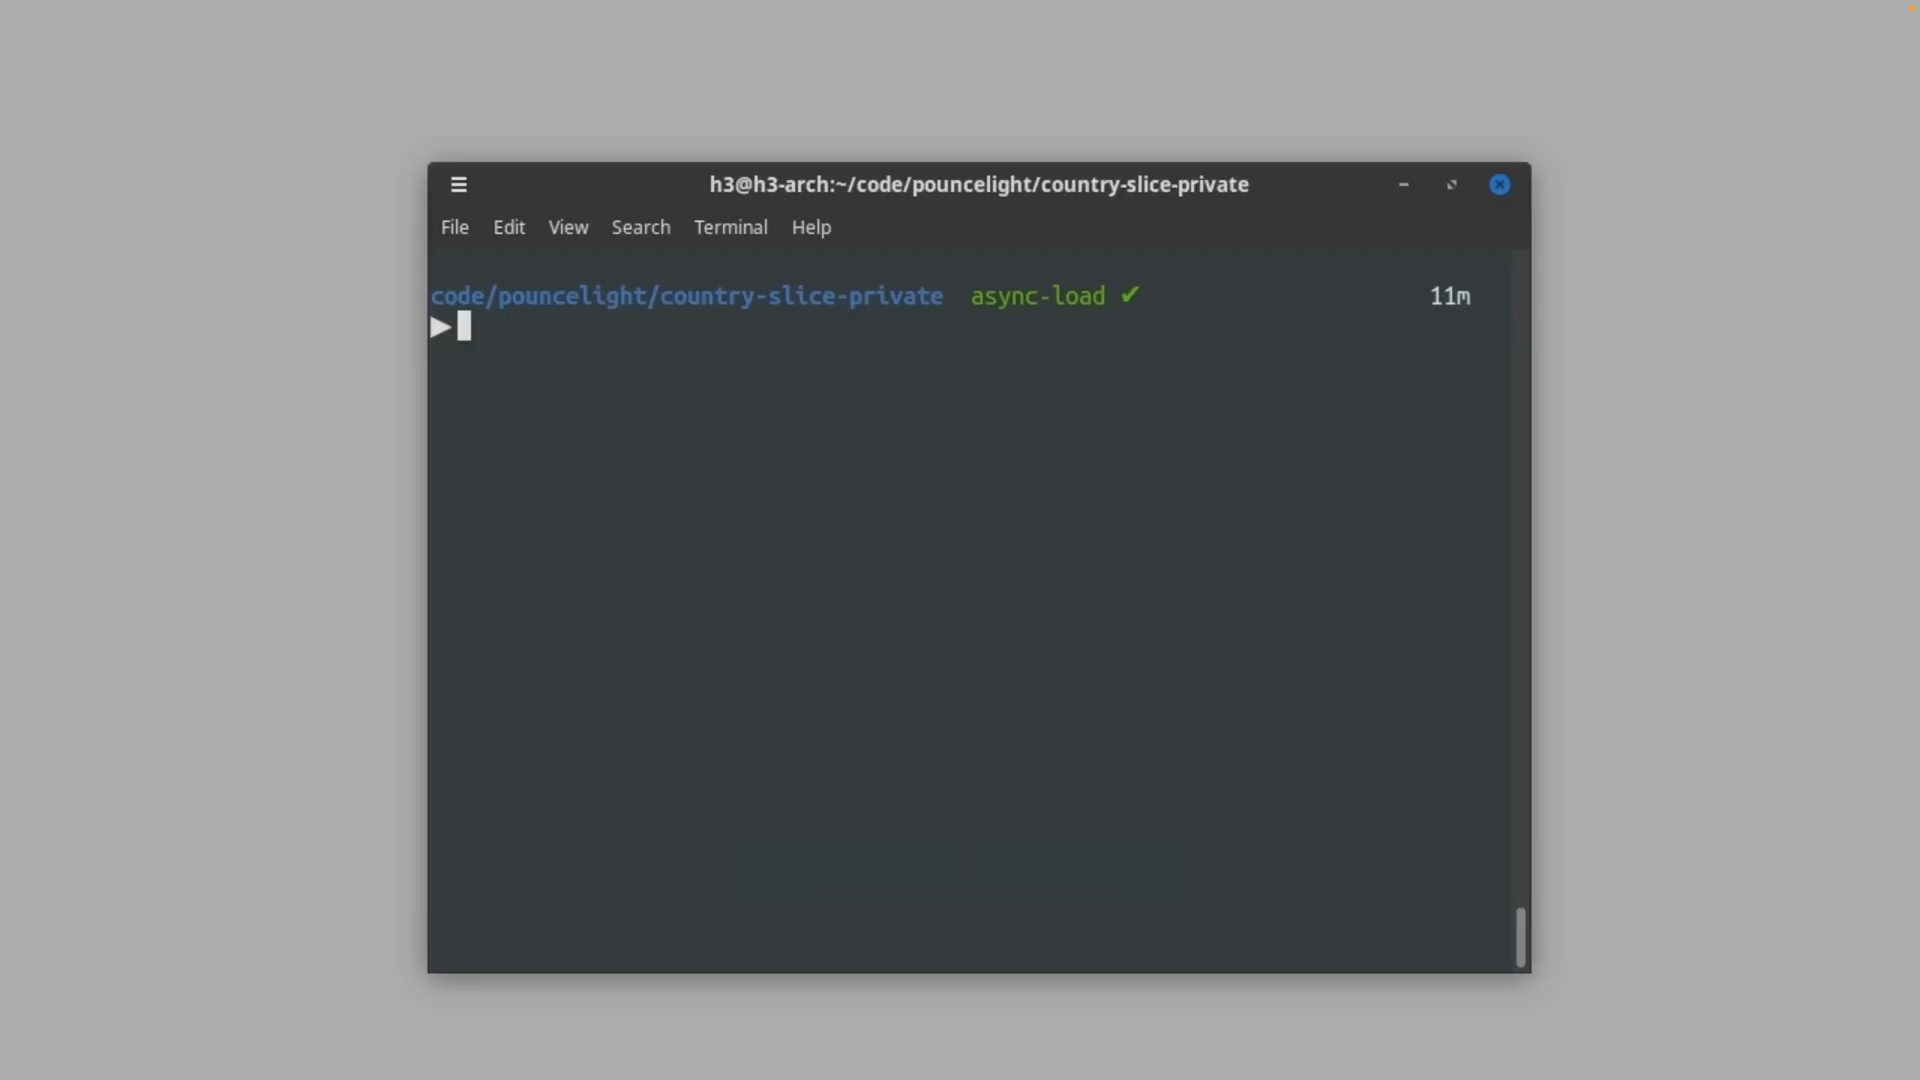 h3@h3-arch:~/code/pouncelight/country-slice-private
File Edit View Search Terminal Help
code/pouncelight/country-slice-private async-load ✔ 11m